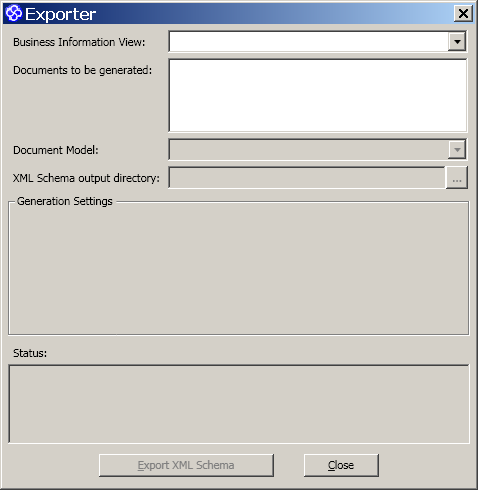 Exporter
Business Information View:
Documents to be generated:
Document Model:
XML Schema output directory:
...
Generation Settings
Status:
Export XML Schema
Close